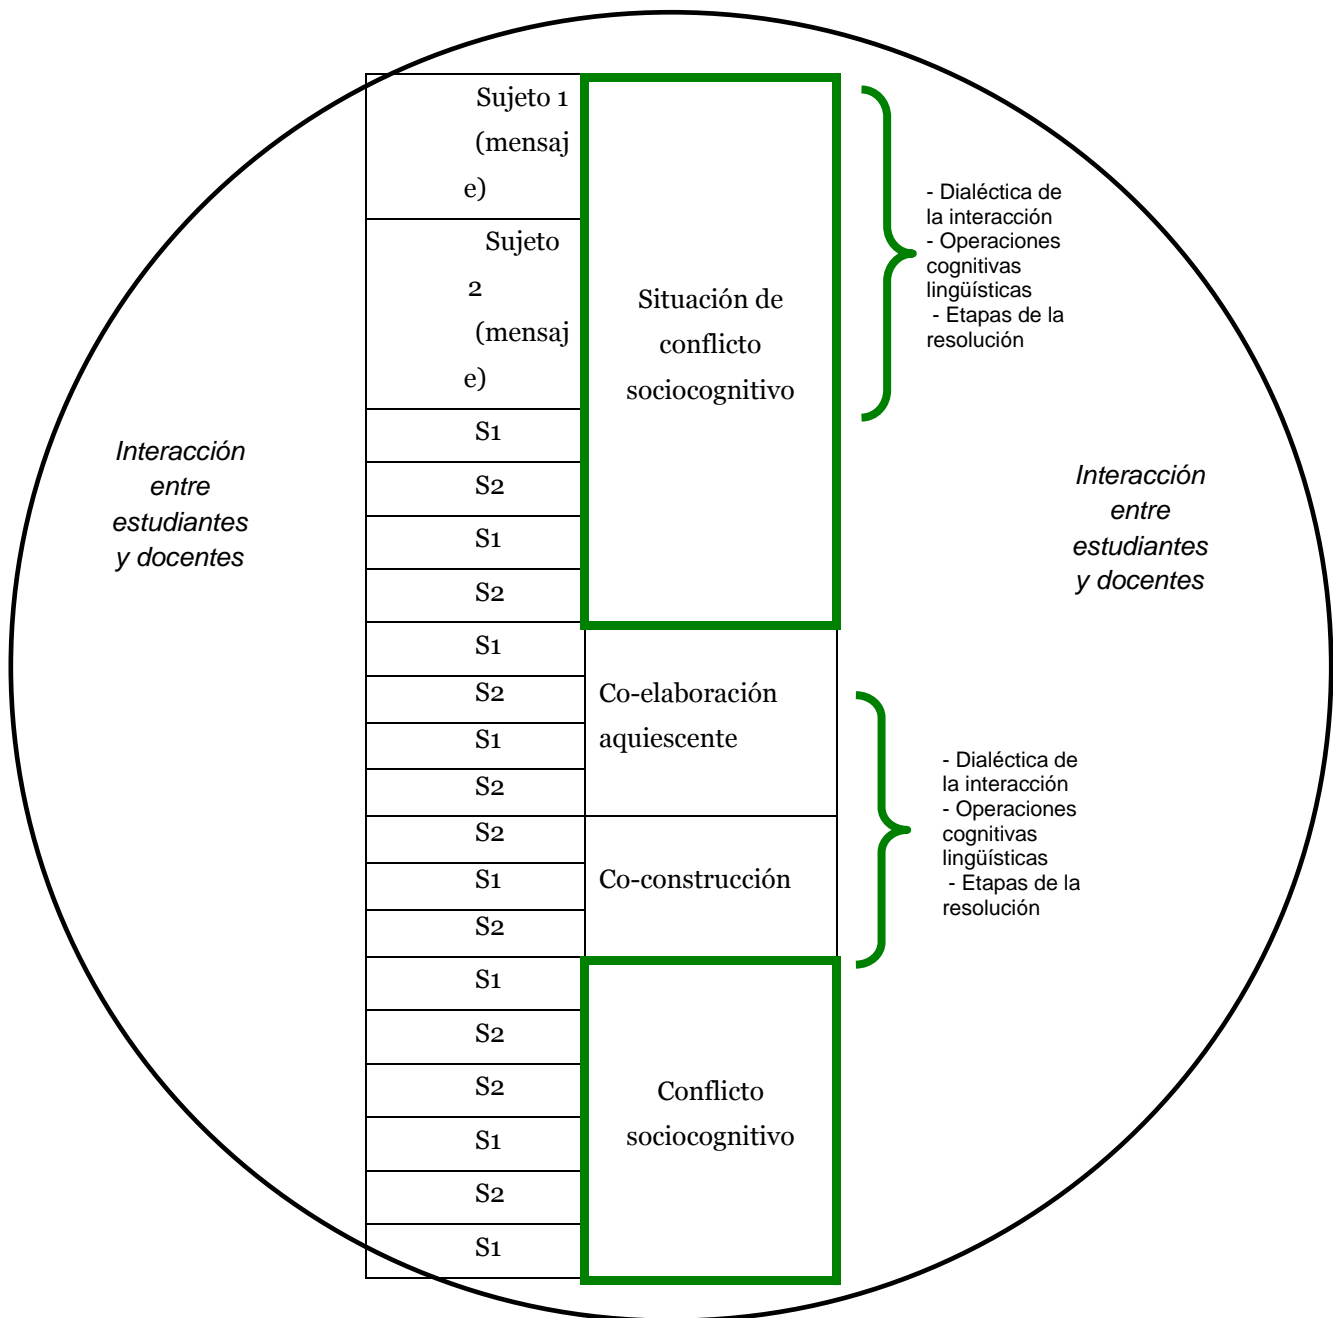 Sujeto 1
(mensaj
e)
Sujeto
2
(mensaj
e)
S1
S2
S1
S2
S1
S2
S1
S2
S2
S1
S2
S1
S2
S2
S1
S2
S1
Situación de
conflicto
sociocognitivo
Co-elaboración
aquiescente
Co-construcción
Conflicto
sociocognitivo
- Dialéctica de
la interacción
- Operaciones
cognitivas
lingüísticas
- Etapas de la
resolución
- Dialéctica de
la interacción
- Operaciones
cognitivas
lingüísticas
- Etapas de la
resolución
Interacción
entre
estudiantes
y docentes
Interacción
entre
estudiantes
y docentes